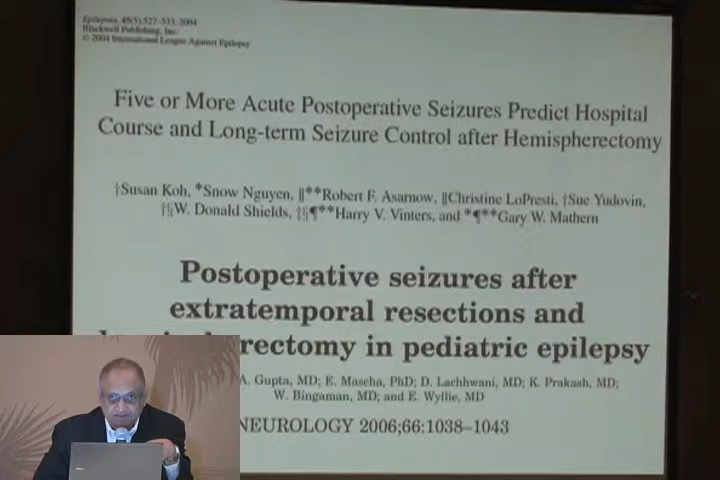 Epilepsia, 45(5):527–533, 2004
Blackwell Publishing, Inc.
© 2004 International League Against Epilepsy
Five or More Acute Postoperative Seizures Predict Hospital
Course and Long-term Seizure Control after Hemispherectomy
†Susan Koh, *Snow Nguyen, ||**Robert F. Asarnow, ||Christine LoPresti, †Sue Yudovin,
†§W. Donald Shields, ‡§¶**Harry V. Vinters, and *¶**Gary W. Mathern
Postoperative seizures after
extratemporal resections and
rectomy in pediatric epilepsy
A. Gupta, MD; E. Mascha, PhD; D. Lachhwani, MD; K. Prakash, MD;
W. Bingaman, MD; and E. Wyllie, MD
NEUROLOGY 2006;66:1038–1043